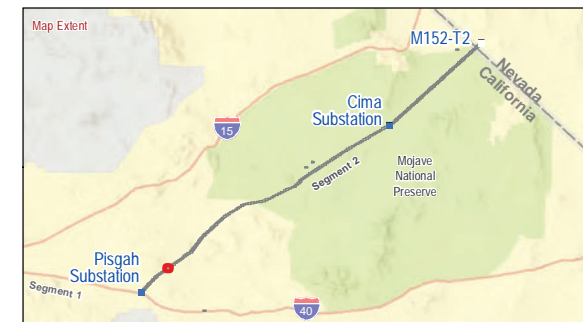 Map Extent
M152-T2
Nevada
California
Cima
Substation
15
Segment 2
Mojave
National
Preserve
Pisgah
Substation
Segment 1
40